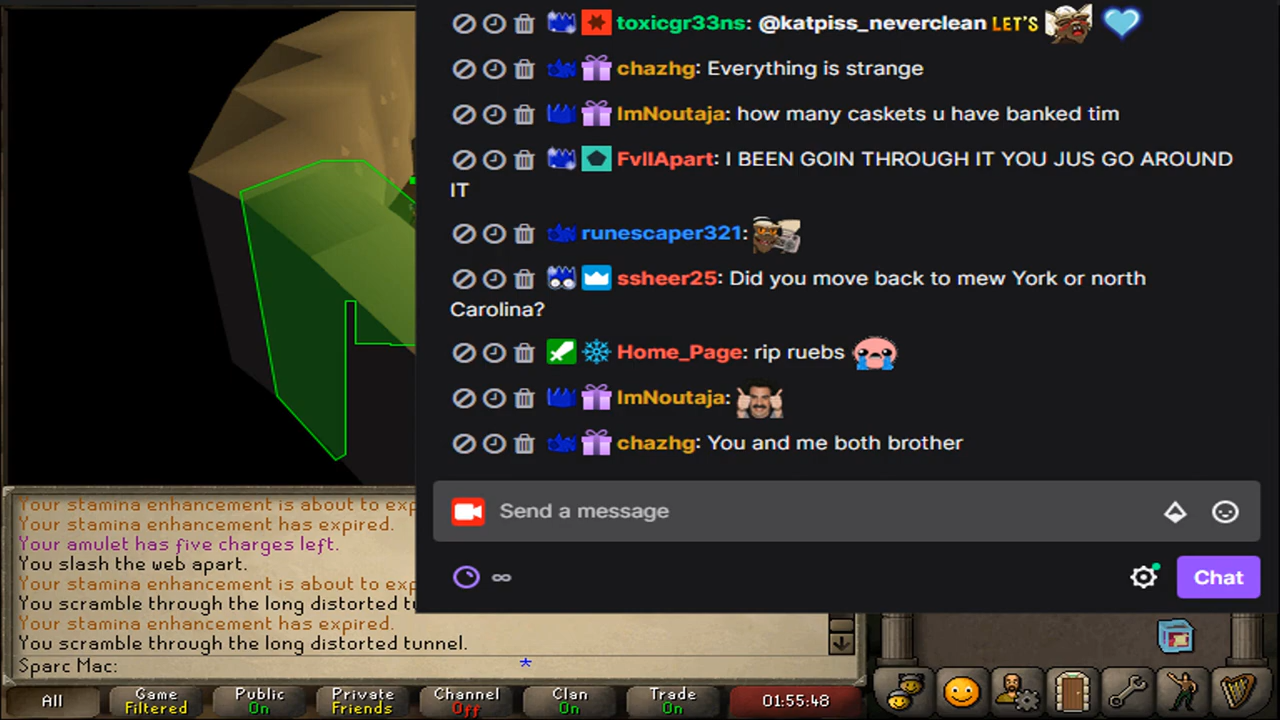 toxicgr33ns: @katpiss_neverclean LET'S
chazhg: Everything is strange
ImNoutaja: how many caskets u have banked tim
FvllApart: I BEEN GOIN THROUGH IT YOU JUS GO AROUND
IT
runescaper321:
ssheer25: Did you move back to mew York or north
Carolina?
Home_Page: rip ruebs
ImNoutaja:
chazhg: You and me both brother
Send a message
∞
Chat
Your stamina enhancement is about to exp
Your stamina enhancement has expired.
Your amulet has five charges left.
You slash the web apart.
Your stamina enhancement is about to exp
You scramble through the long distorted tu
Your stamina enhancement has expired.
You scramble through the long distorted tunnel.
Sparc Mac: *
All
Game
Filtered
Public
On
Private
Friends
Channel
Off
Clan
On
Trade
On
01:55:48